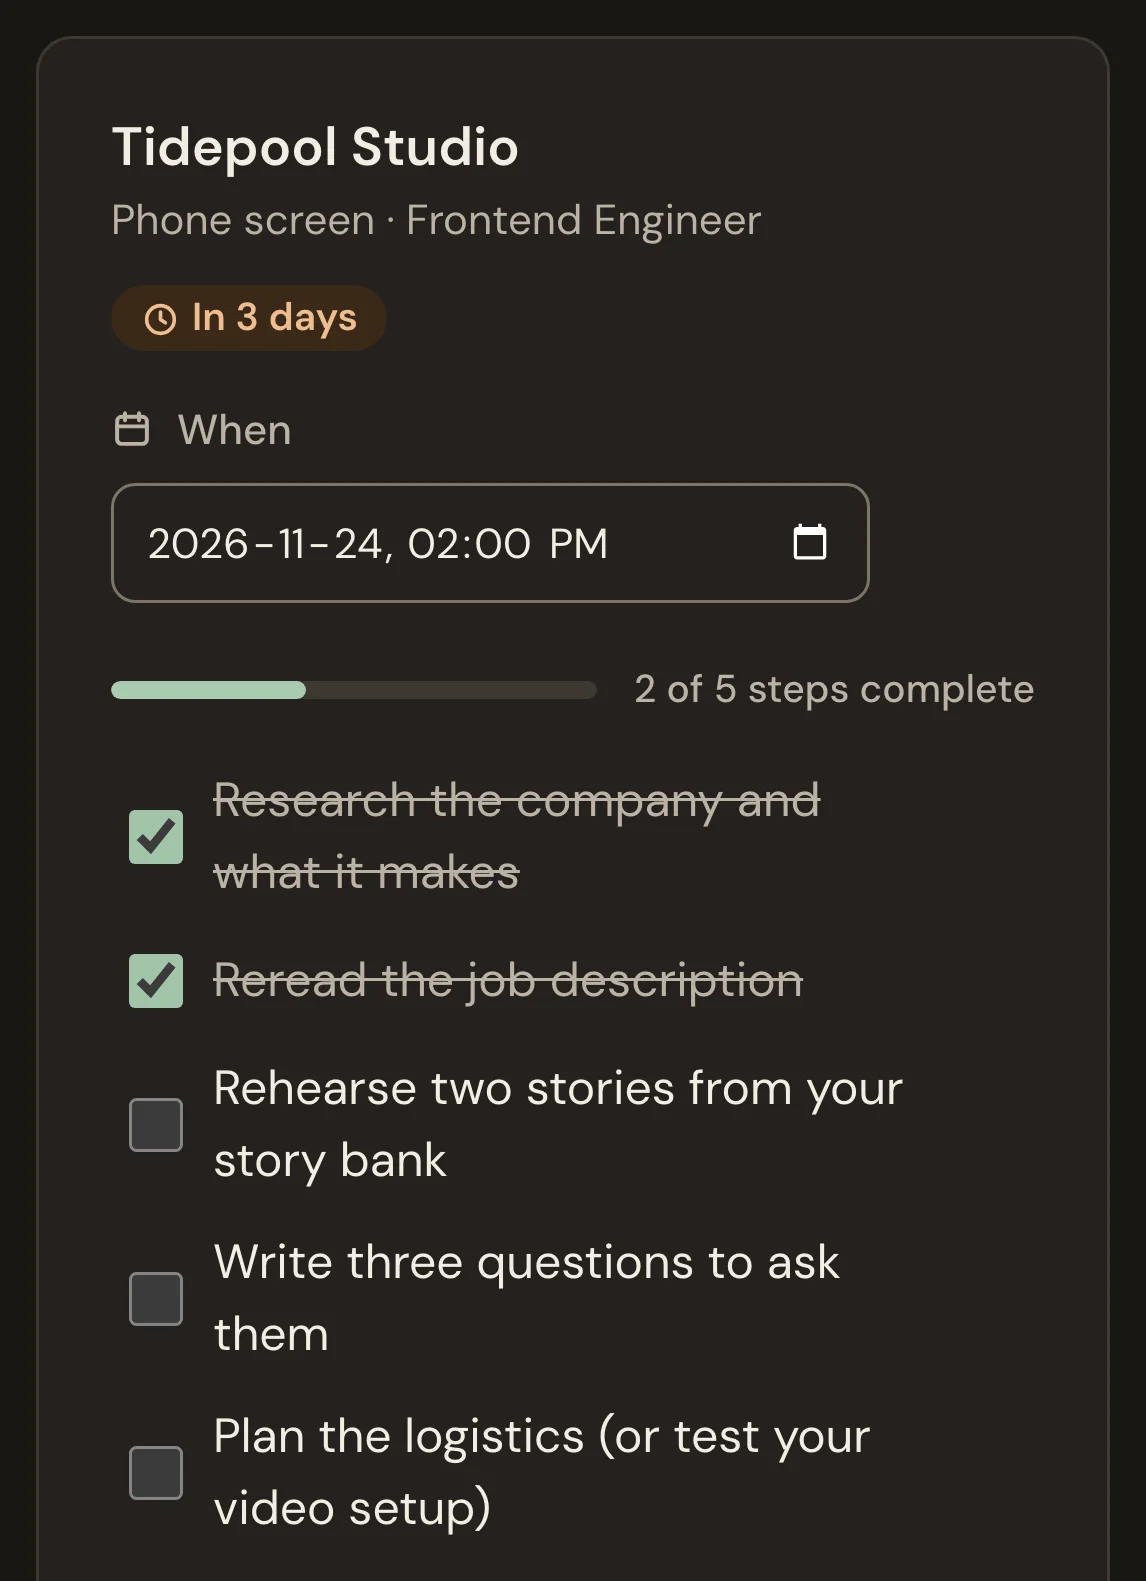 Tidepool Studio
Phone screen · Frontend Engineer
In 3 days
When
2026-11-24, 02:00 PM
2 of 5 steps complete
Research the company and
what it makes
Reread the job description
Rehearse two stories from your
story bank
Write three questions to ask
them
Plan the logistics (or test your
video setup)